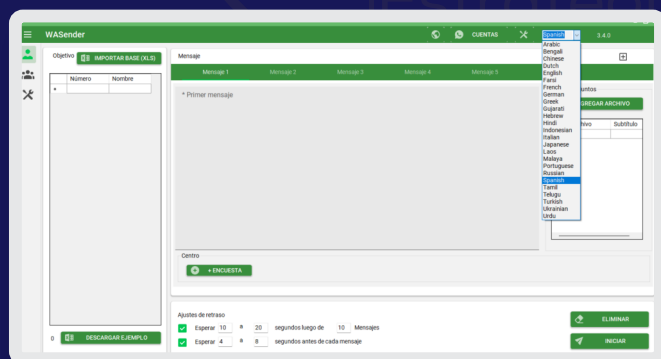 WASender
CUENTAS
Spanish
3.4.0
Objetivo
IMPORTAR BASE (XLS)
Número Nombre
Mensaje
Mensaje 1 Mensaje 2 Mensaje 3 Mensaje 4 Mensaje 5
* Primer mensaje
Arabic
Bengali
Chinese
Dutch
English
Farsi
French
German
Greek
Gujarati
Hebrew
Hindi
Indonesian
Italian
Japanese
Laos
Malaya
Portuguese
Russian
Spanish
Tamil
Telugu
Turkish
Ukrainian
Urdu
untos
GREGAR ARCHIVO
hivo Subtitulo
Centro
+ ENCUESTA
Ajustes de retraso
Esperar 10 a 20 segundos luego de 10 Mensajes
Esperar 4 a 8 segundos antes de cada mensaje
0 DESCARGAR EJEMPLO
ELIMINAR
INICIAR